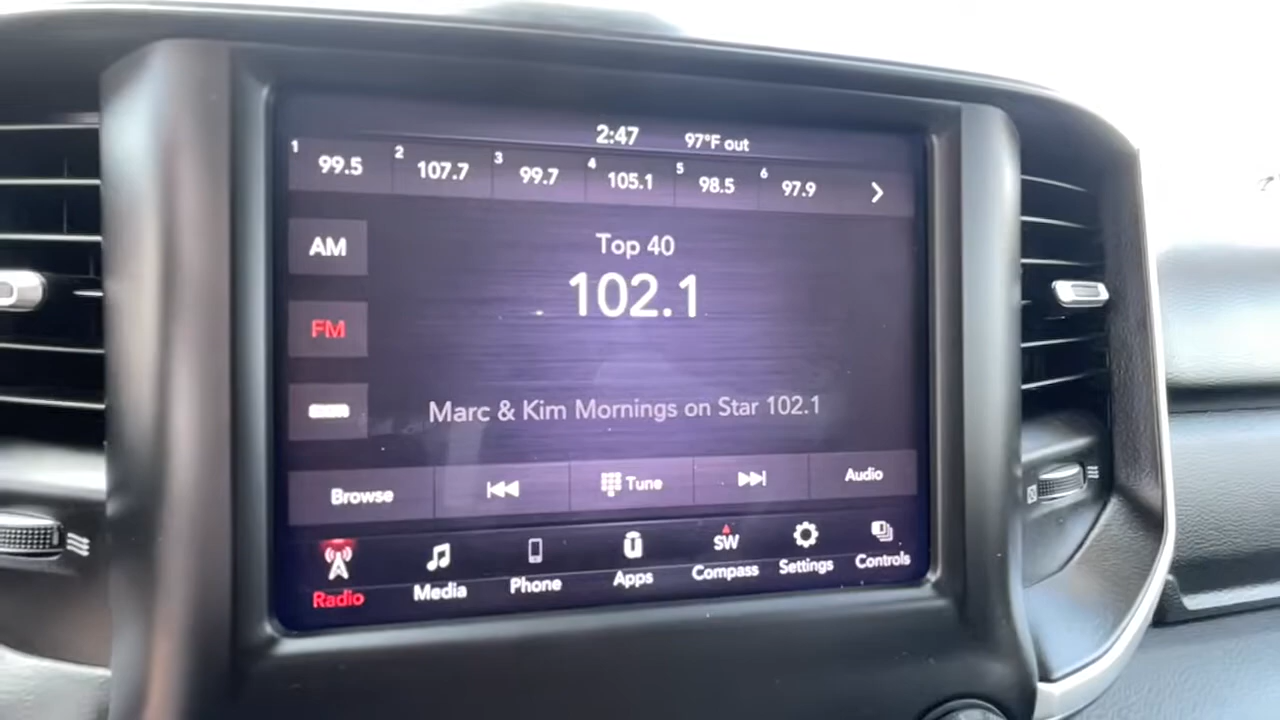 2:47 97°F out
1 99.5 2 107.7 3 99.7 4 105.1 5 98.5 6 97.9
AM
Top 40
102.1
FM
Marc & Kim Mornings on Star 102.1
Browse Tune Audio
SW
Radio Media Phone Apps Compass Settings Controls